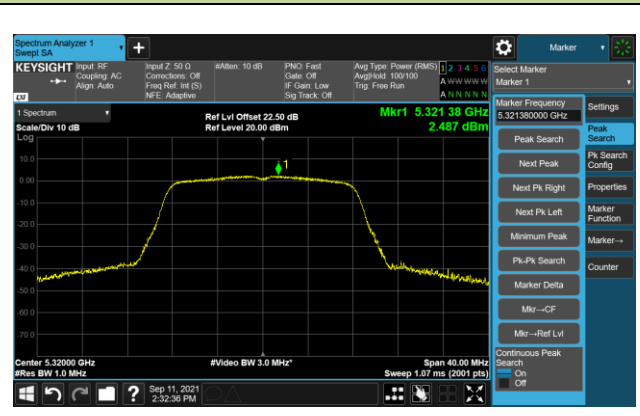 Spectrum Analyzer 1
Swept SA
Marker
KEYSIGHT Input: RF
Coupling: AC
Align: Auto
Input Z: 50 Ω
Corrections: Off
Freq Ref: Int (S)
NFE: Adaptive
#Atten: 10 dB
PNO: Fast
Gate: Off
IF Gain: Low
Sig Track: Off
Avg Type: Power (RMS)
Avg|Hold: 100/100
Trig: Free Run
1 2 3 4 5 6
A W W W W W
A N N N N N
LXI
Select Marker
Marker 1
1 Spectrum
Scale/Div 10 dB
Log
Ref Lvl Offset 22.50 dB
Ref Level 20.00 dBm
Mkr1 5.321 38 GHz
2.487 dBm
10.0
0.00
-10.0
-20.0
-30.0
-40.0
-50.0
-60.0
-70.0
1
Center 5.32000 GHz
#Res BW 1.0 MHz
#Video BW 3.0 MHz*
Span 40.00 MHz
Sweep 1.07 ms (2001 pts)
Marker Frequency
5.321380000 GHz
Peak Search
Next Peak
Next Pk Right
Next Pk Left
Minimum Peak
Pk-Pk Search
Marker Delta
Mkr→CF
Mkr→Ref Lvl
Continuous Peak
Search
On
Off
Settings
Peak
Search
Pk Search
Config
Properties
Marker
Function
Marker→
Counter
?
Sep 11, 2021
2:32:36 PM